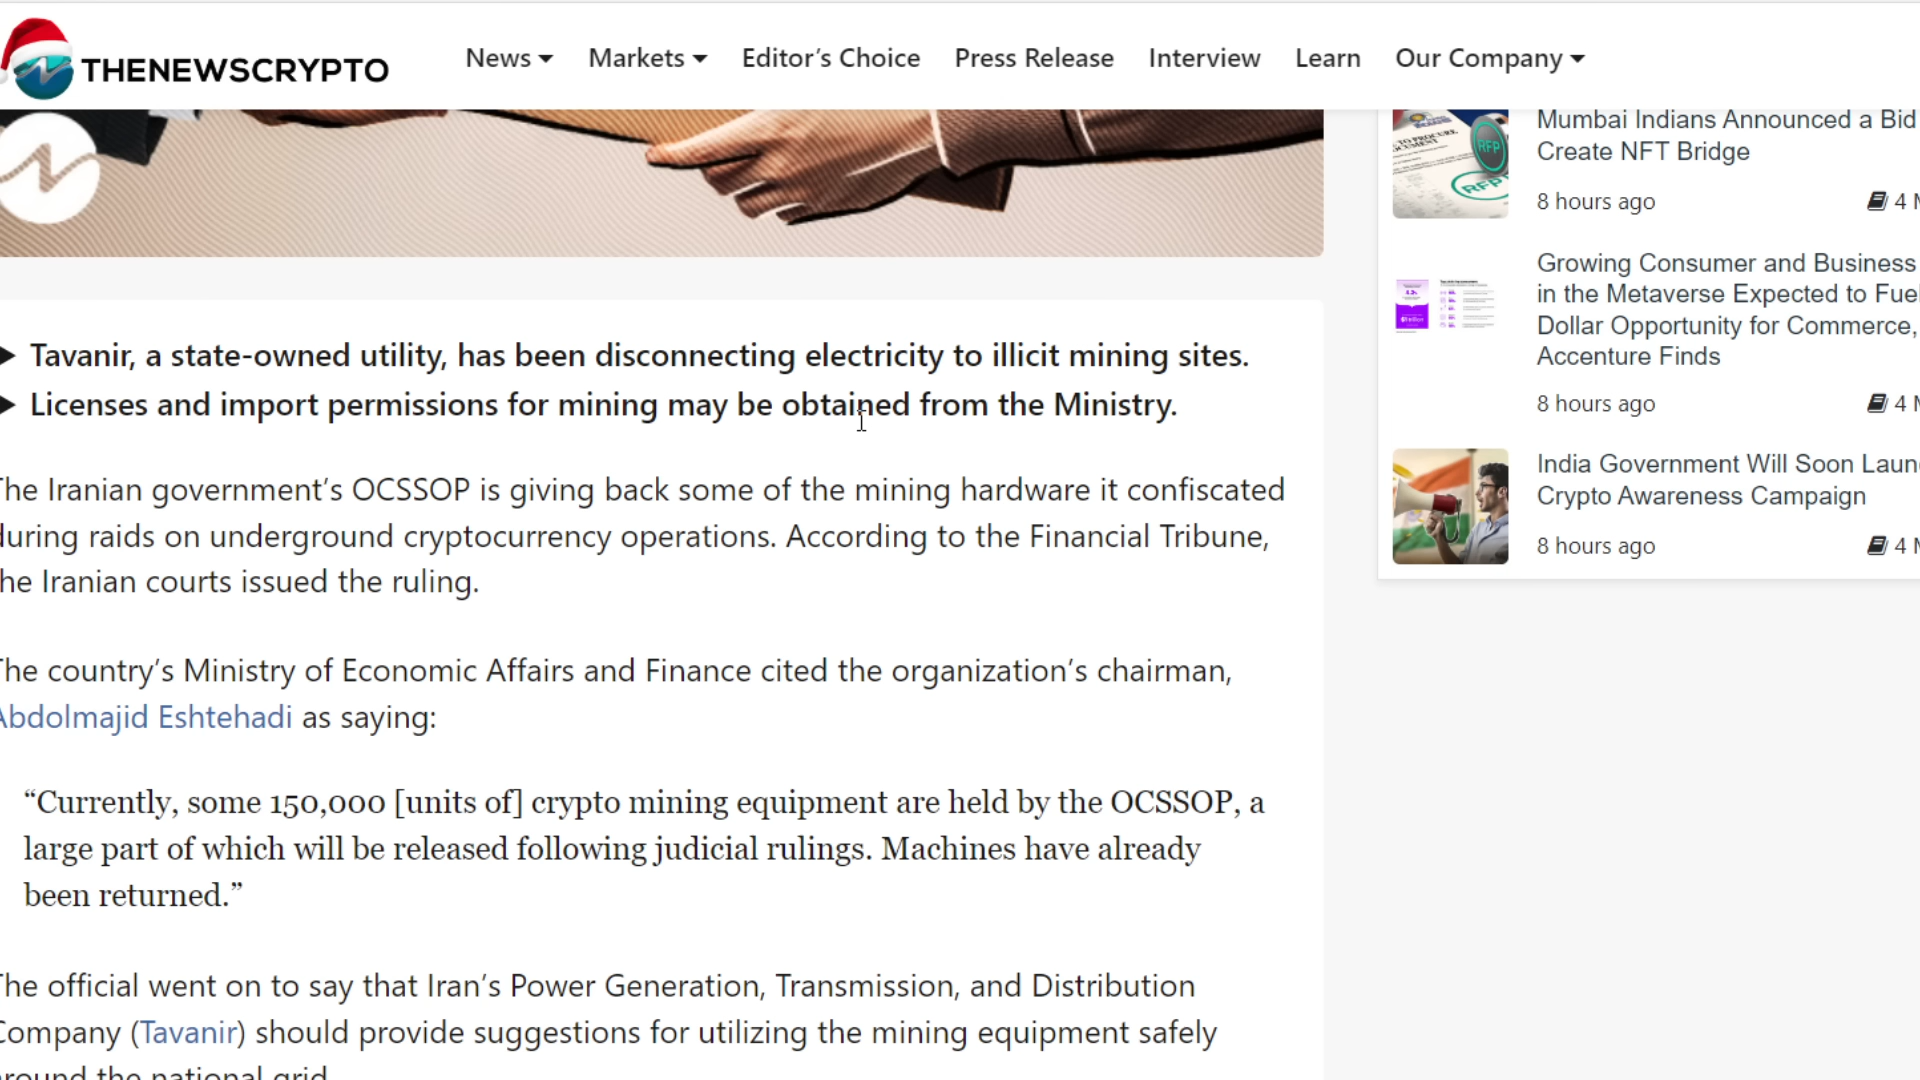 THENEWSCRYPTO
News Markets Editor’s Choice Press Release Interview Learn Our Company
Tavanir, a state-owned utility, has been disconnecting electricity to illicit mining sites.
Licenses and import permissions for mining may be obtained from the Ministry.
The Iranian government’s OCSSOP is giving back some of the mining hardware it confiscated
during raids on underground cryptocurrency operations. According to the Financial Tribune,
the Iranian courts issued the ruling.
The country’s Ministry of Economic Affairs and Finance cited the organization’s chairman,
Abdolmajid Eshtehadi as saying:
“Currently, some 150,000 [units of] crypto mining equipment are held by the OCSSOP, a
large part of which will be released following judicial rulings. Machines have already
been returned.”
The official went on to say that Iran’s Power Generation, Transmission, and Distribution
Company (Tavanir) should provide suggestions for utilizing the mining equipment safely
around the national grid.
Mumbai Indians Announced a Bid
Create NFT Bridge
8 hours ago 4 M
Growing Consumer and Business
in the Metaverse Expected to Fuel
Dollar Opportunity for Commerce,
Accenture Finds
8 hours ago 4 M
India Government Will Soon Laun
Crypto Awareness Campaign
8 hours ago 4 M
RFP
RFP